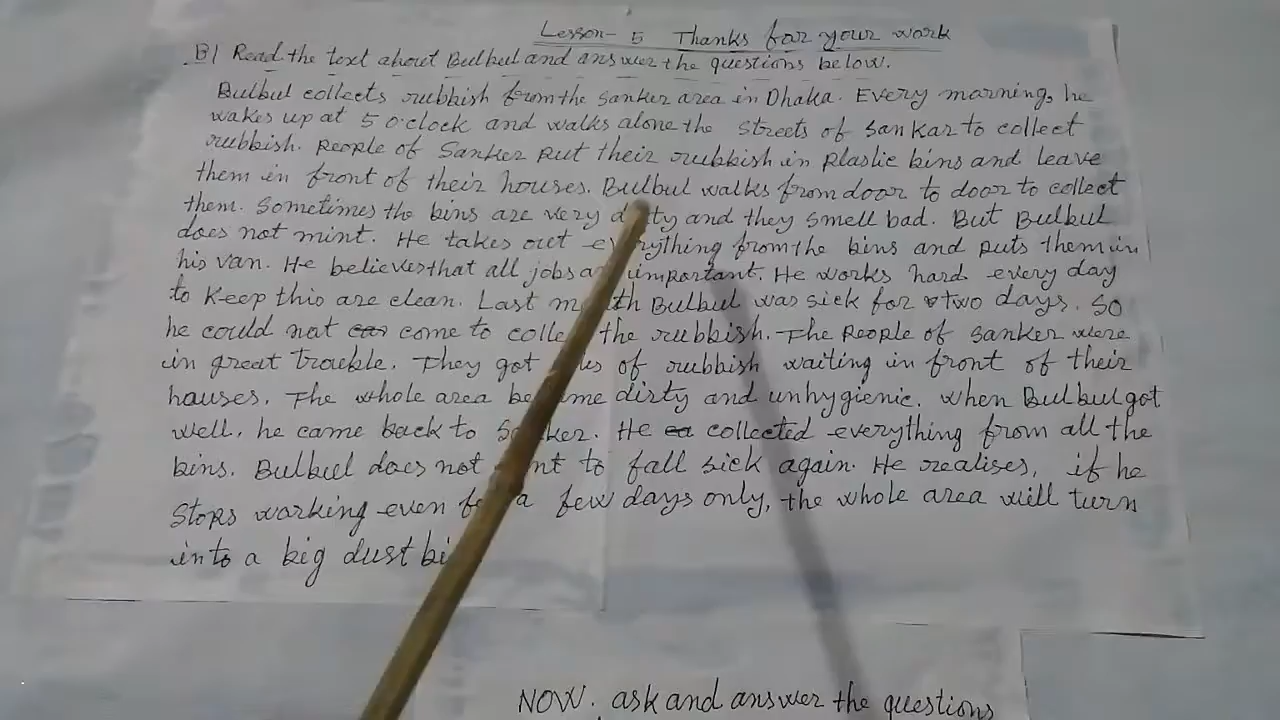 Lesson- 5 Thanks for your work
B) Read the text about Bulbul and answer the questions below.
Bulbul collects rubbish from the Sanker area in Dhaka. Every morning, he
wakes up at 5 o'clock and walks alone the streets of Sankar to collect
rubbish. People of Sanker put their rubbish in plastic bins and leave
them in front of their houses. Bulbul walks from door to door to collect
them. Sometimes the bins are very d ty and they smell bad. But Bulbul
does not mint. He takes out e rything from the bins and puts them in
his van. He believes that all jobs a important. He works hard every day
to keep this are clean. Last m th Bulbul was sick for two days. So
he could not come to colle the rubbish. The People of Sanker were
in great trouble. They got les of rubbish waiting in front of their
hauses. The whole area be me dirty and unhygienic. when Bulbul got
well, he came back to Sa ker. He collected everything from all the
bins. Bulbul does not nt to fall sick again. He realises, if he
stops working even f a few days only, the whole area will turn
into a big dust bi
NOW. ask and answer the questions